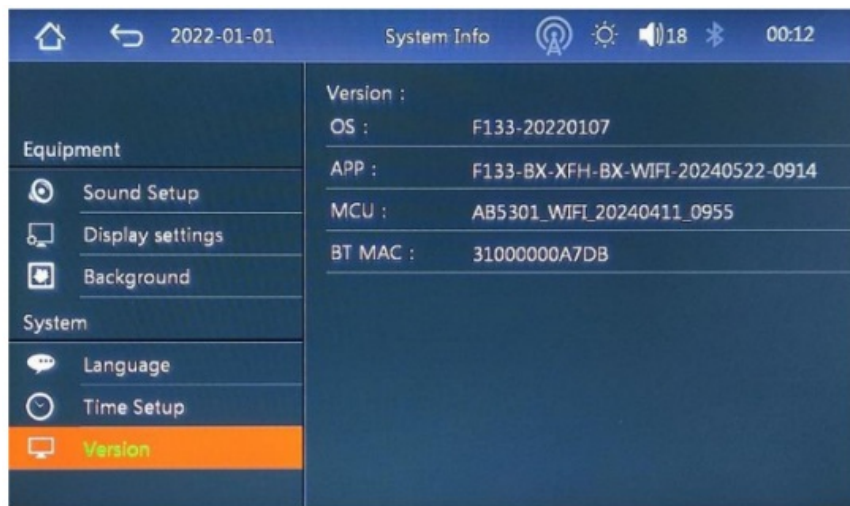 2022-01-01 System Info 18 00:12
Equipment
Sound Setup
Display settings
Background
System
Language
Time Setup
Version
Version :
OS : F133-20220107
APP : F133-BX-XFH-BX-WIFI-20240522-0914
MCU : AB5301_WIFI_20240411_0955
BT MAC : 31000000A7DB